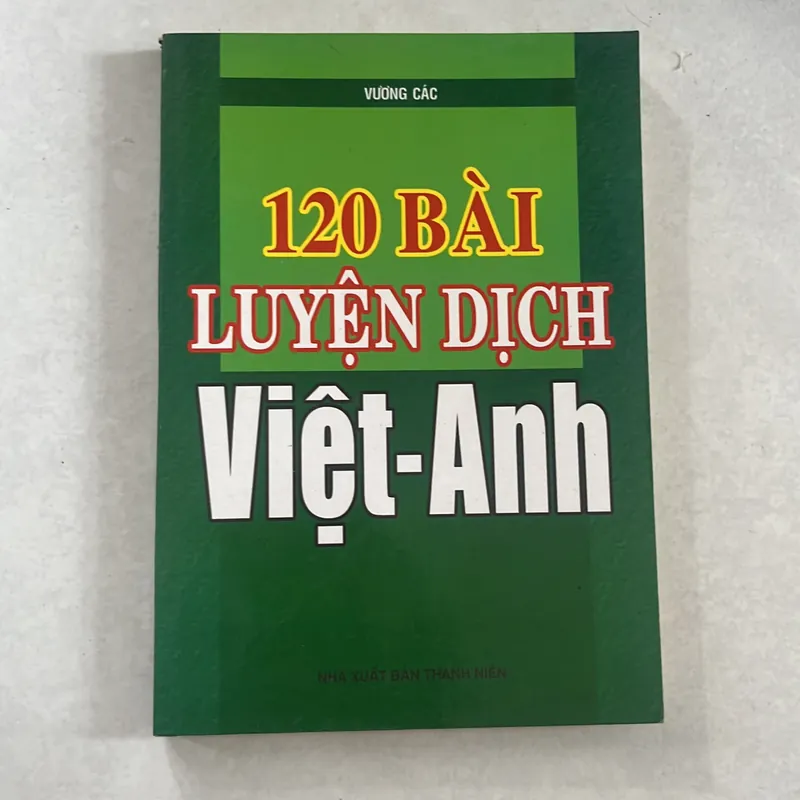 VƯƠNG CÁC
120 BÀI
LUYỆN DỊCH
Việt-Anh
NHÀ XUẤT BẢN THANH NIÊN